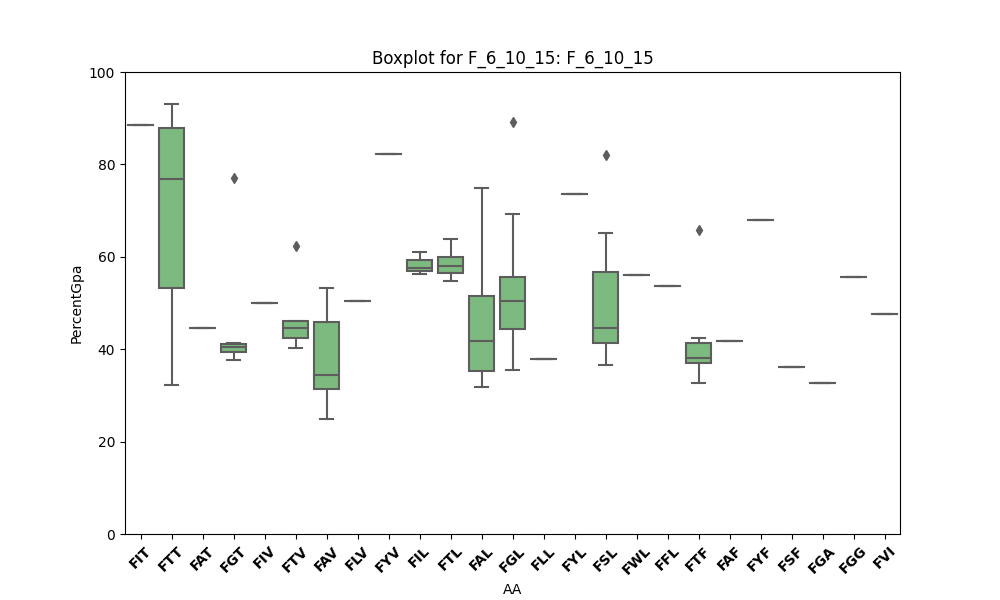 Boxplot for F_6_10_15: F_6_10_15
100
80
60
40
20
0
PercentGpa
FIT FTT FAT FGT FIV FTV FAV FLV FYV FIL FTL FAL FGL FLL FYL FSL FWL FFL FTF FAF FYF FSF FGA FGG FVI
AA